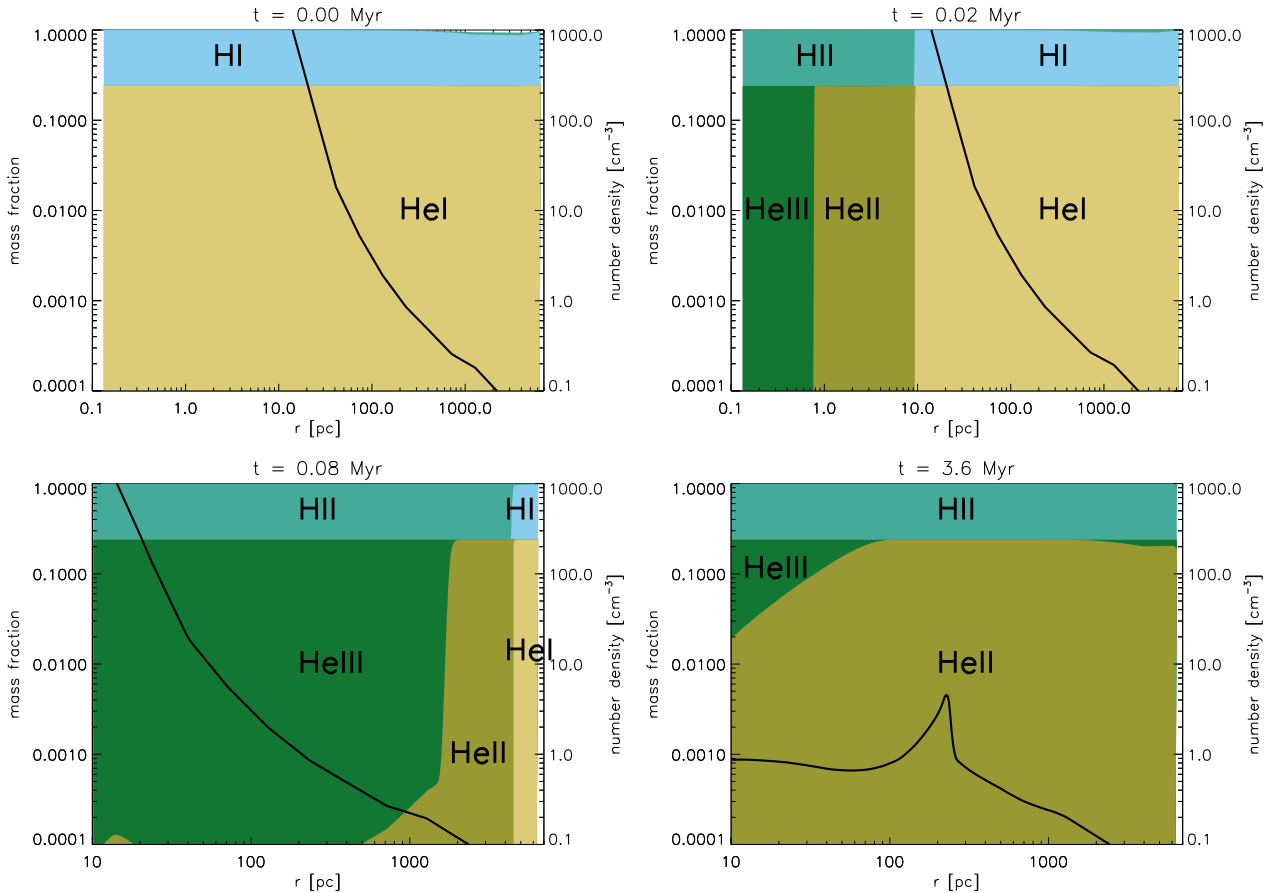 t = 0.00 Myr
t = 0.02 Myr
1.0000
0.1000
0.0100
0.0010
0.0001
mass fraction
HI
HeI
1000.0
100.0
10.0
1.0
0.1
number density [cm⁻³]
0.1
1.0
10.0
100.0
1000.0
r [pc]
1.0000
0.1000
0.0100
0.0010
0.0001
mass fraction
HII
HI
HeIII
HeII
HeI
1000.0
100.0
10.0
1.0
0.1
number density [cm⁻³]
0.1
1.0
10.0
100.0
1000.0
r [pc]
t = 0.08 Myr
t = 3.6 Myr
1.0000
0.1000
0.0100
0.0010
0.0001
mass fraction
HII
HI
HeI
HeIII
HeII
1000.0
100.0
10.0
1.0
0.1
number density [cm⁻³]
10
100
1000
r [pc]
1.0000
0.1000
0.0100
0.0010
0.0001
mass fraction
HII
HeIII
HeII
1000.0
100.0
10.0
1.0
0.1
number density [cm⁻³]
10
100
1000
r [pc]